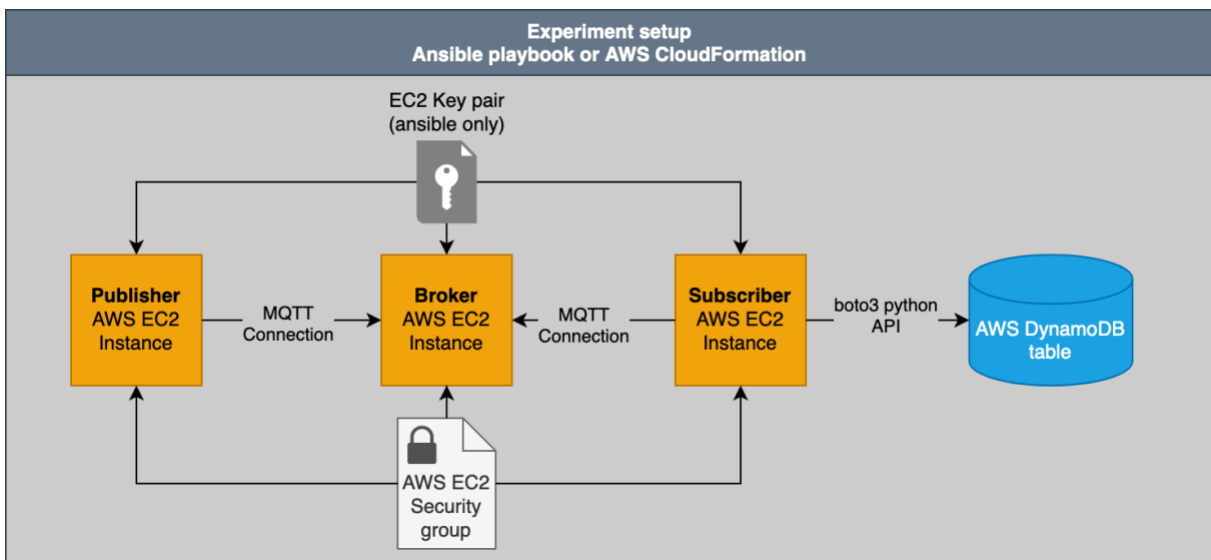 Experiment setup
Ansible playbook or AWS CloudFormation
EC2 Key pair
(ansible only)
Publisher
AWS EC2
Instance
MQTT
Connection
Broker
AWS EC2
Instance
MQTT
Connection
Subscriber
AWS EC2
Instance
boto3 python
API
AWS DynamoDB
table
AWS EC2
Security
group